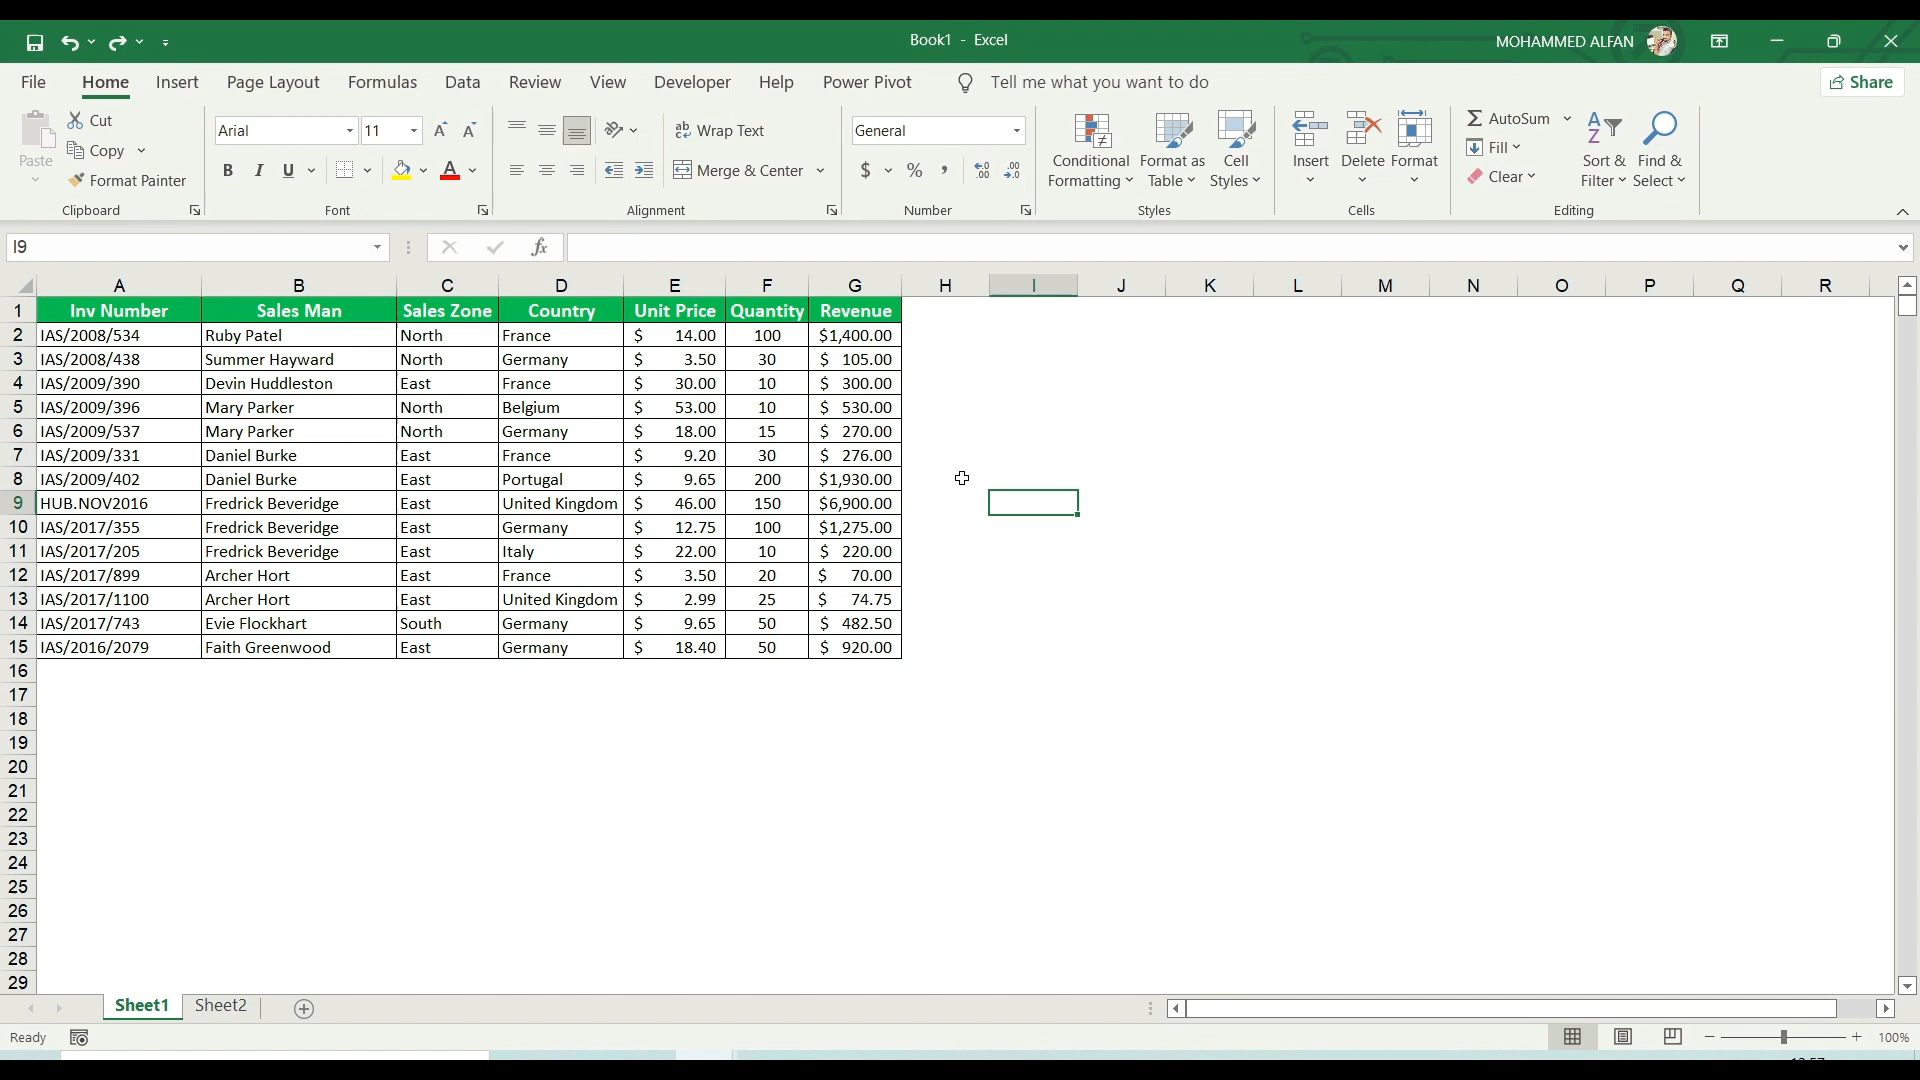 Book1 - Excel
MOHAMMED ALFAN
File Home Insert Page Layout Formulas Data Review View Developer Help Power Pivot Tell me what you want to do Share
Paste
Cut
Copy
Format Painter
Clipboard
Arial 11
B I U A
Font
Wrap Text
Merge & Center
Alignment
General
$ % ,
Number
Conditional Formatting
Format as Table
Cell Styles
Styles
Insert
Delete
Format
Cells
AutoSum
Fill
Clear
Sort & Filter
Find & Select
Editing
I9 fx
A B C D E F G H I J K L M N O P Q R
1 Inv Number Sales Man Sales Zone Country Unit Price Quantity Revenue
2 IAS/2008/534 Ruby Patel North France $ 14.00 100 $1,400.00
3 IAS/2008/438 Summer Hayward North Germany $ 3.50 30 $ 105.00
4 IAS/2009/390 Devin Huddleston East France $ 30.00 10 $ 300.00
5 IAS/2009/396 Mary Parker North Belgium $ 53.00 10 $ 530.00
6 IAS/2009/537 Mary Parker North Germany $ 18.00 15 $ 270.00
7 IAS/2009/331 Daniel Burke East France $ 9.20 30 $ 276.00
8 IAS/2009/402 Daniel Burke East Portugal $ 9.65 200 $1,930.00
9 HUB.NOV2016 Fredrick Beveridge East United Kingdom $ 46.00 150 $6,900.00
10 IAS/2017/355 Fredrick Beveridge East Germany $ 12.75 100 $1,275.00
11 IAS/2017/205 Fredrick Beveridge East Italy $ 22.00 10 $ 220.00
12 IAS/2017/899 Archer Hort East France $ 3.50 20 $ 70.00
13 IAS/2017/1100 Archer Hort East United Kingdom $ 2.99 25 $ 74.75
14 IAS/2017/743 Evie Flockhart South Germany $ 9.65 50 $ 482.50
15 IAS/2016/2079 Faith Greenwood East Germany $ 18.40 50 $ 920.00
16
17
18
19
20
21
22
23
24
25
26
27
28
29
Sheet1 Sheet2
Ready 100%